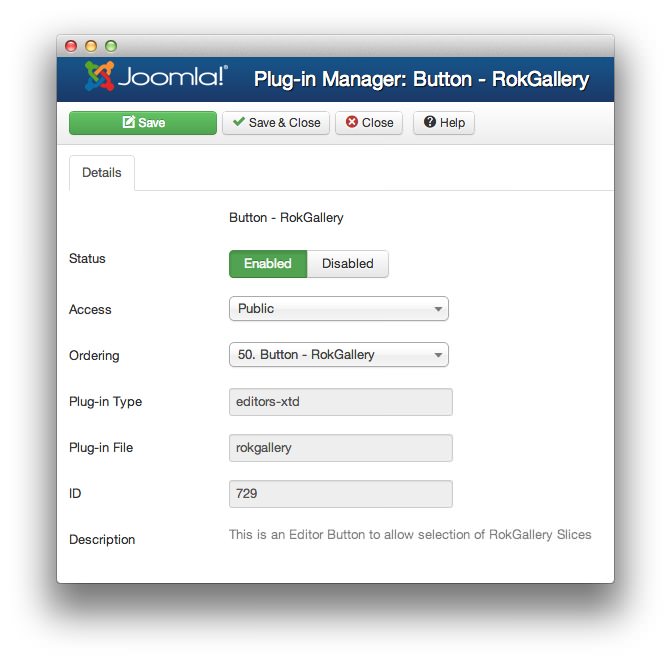 Joomla!® Plug-in Manager: Button - RokGallery
Save Save & Close Close Help
Details
Button - RokGallery
Status Enabled Disabled
Access Public
Ordering 50. Button - RokGallery
Plug-in Type editors-xtd
Plug-in File rokgallery
ID 729
Description This is an Editor Button to allow selection of RokGallery Slices